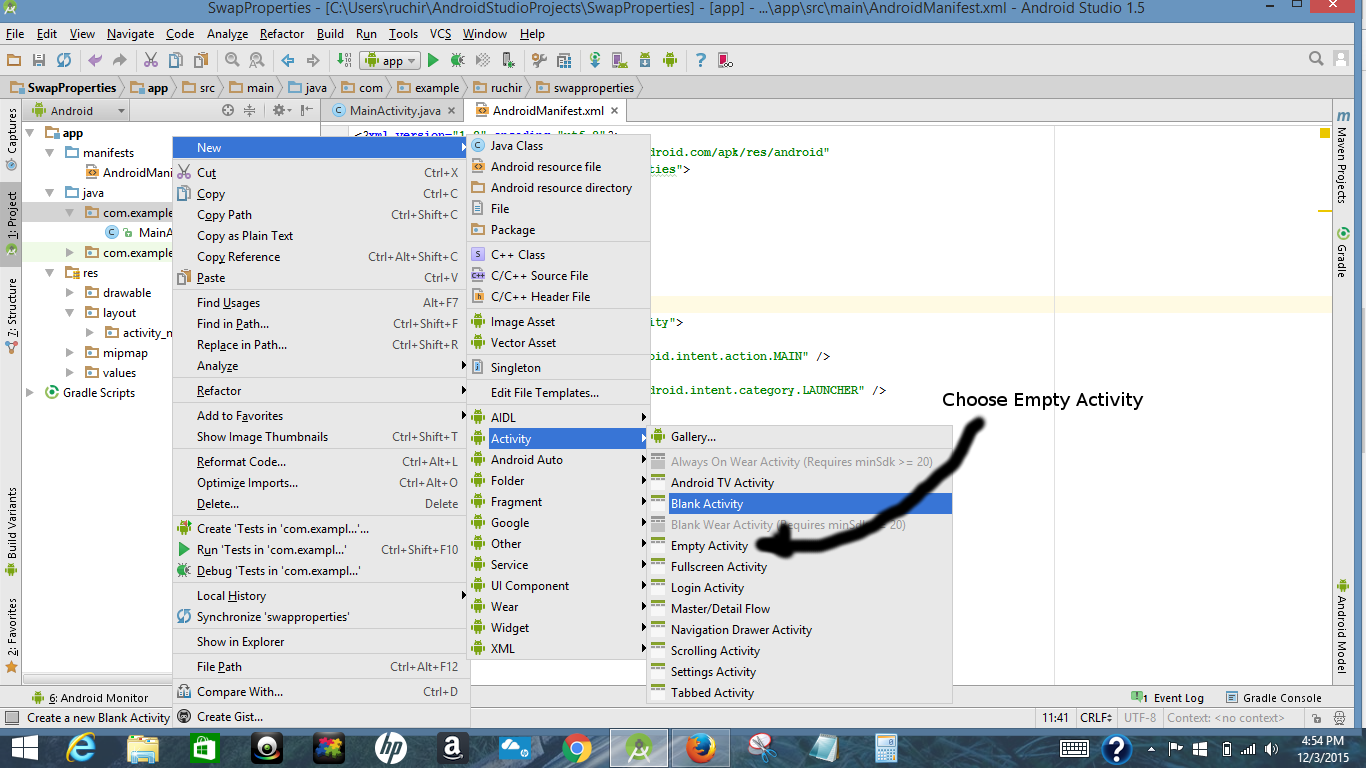 SwapProperties - [C:\Users\ruchir\AndroidStudioProjects\SwapProperties] - [app] - ...\app\src\main\AndroidManifest.xml - Android Studio 1.5
File Edit View Navigate Code Analyze Refactor Build Run Tools VCS Window Help
app
SwapProperties app src main java com example ruchir swapproperties
Android
MainActivity.java
AndroidManifest.xml
Captures
1: Project
7: Structure
Build Variants
2: Favorites
app
manifests
AndroidMani
java
com.example
MainA
com.example
res
drawable
layout
activity_m
mipmap
values
Gradle Scripts
New
Cut Ctrl+X
Copy Ctrl+C
Copy Path Ctrl+Shift+C
Copy as Plain Text
Copy Reference Ctrl+Alt+Shift+C
Paste Ctrl+V
Find Usages Alt+F7
Find in Path... Ctrl+Shift+F
Replace in Path... Ctrl+Shift+R
Analyze
Refactor
Add to Favorites
Show Image Thumbnails Ctrl+Shift+T
Reformat Code... Ctrl+Alt+L
Optimize Imports... Ctrl+Alt+O
Delete... Delete
Create 'Tests in 'com.exampl...'...
Run 'Tests in 'com.exampl...' Ctrl+Shift+F10
Debug 'Tests in 'com.exampl...'
Local History
Synchronize 'swapproperties'
Show in Explorer
File Path Ctrl+Alt+F12
Compare With... Ctrl+D
Create Gist...
Java Class
Android resource file
Android resource directory
File
Package
C++ Class
C/C++ Source File
C/C++ Header File
Image Asset
Vector Asset
Singleton
Edit File Templates...
AIDL
Activity
Android Auto
Folder
Fragment
Google
Other
Service
UI Component
Wear
Widget
XML
Gallery...
Always On Wear Activity (Requires minSdk >= 20)
Android TV Activity
Blank Activity
Blank Wear Activity (Requires minSdk >= 20)
Empty Activity
Fullscreen Activity
Login Activity
Master/Detail Flow
Navigation Drawer Activity
Scrolling Activity
Settings Activity
Tabbed Activity
<?xml version="1.0" encoding="utf-8"?>
droid.com/apk/res/android"
ties">
ity">
oid.intent.action.MAIN" />
droid.intent.category.LAUNCHER" />
Choose Empty Activity
Maven Projects
Gradle
Android Model
6: Android Monitor
1 Event Log
Gradle Console
Create a new Blank Activity
11:41 CRLF UTF-8 Context: <no context>
4:54 PM
12/3/2015